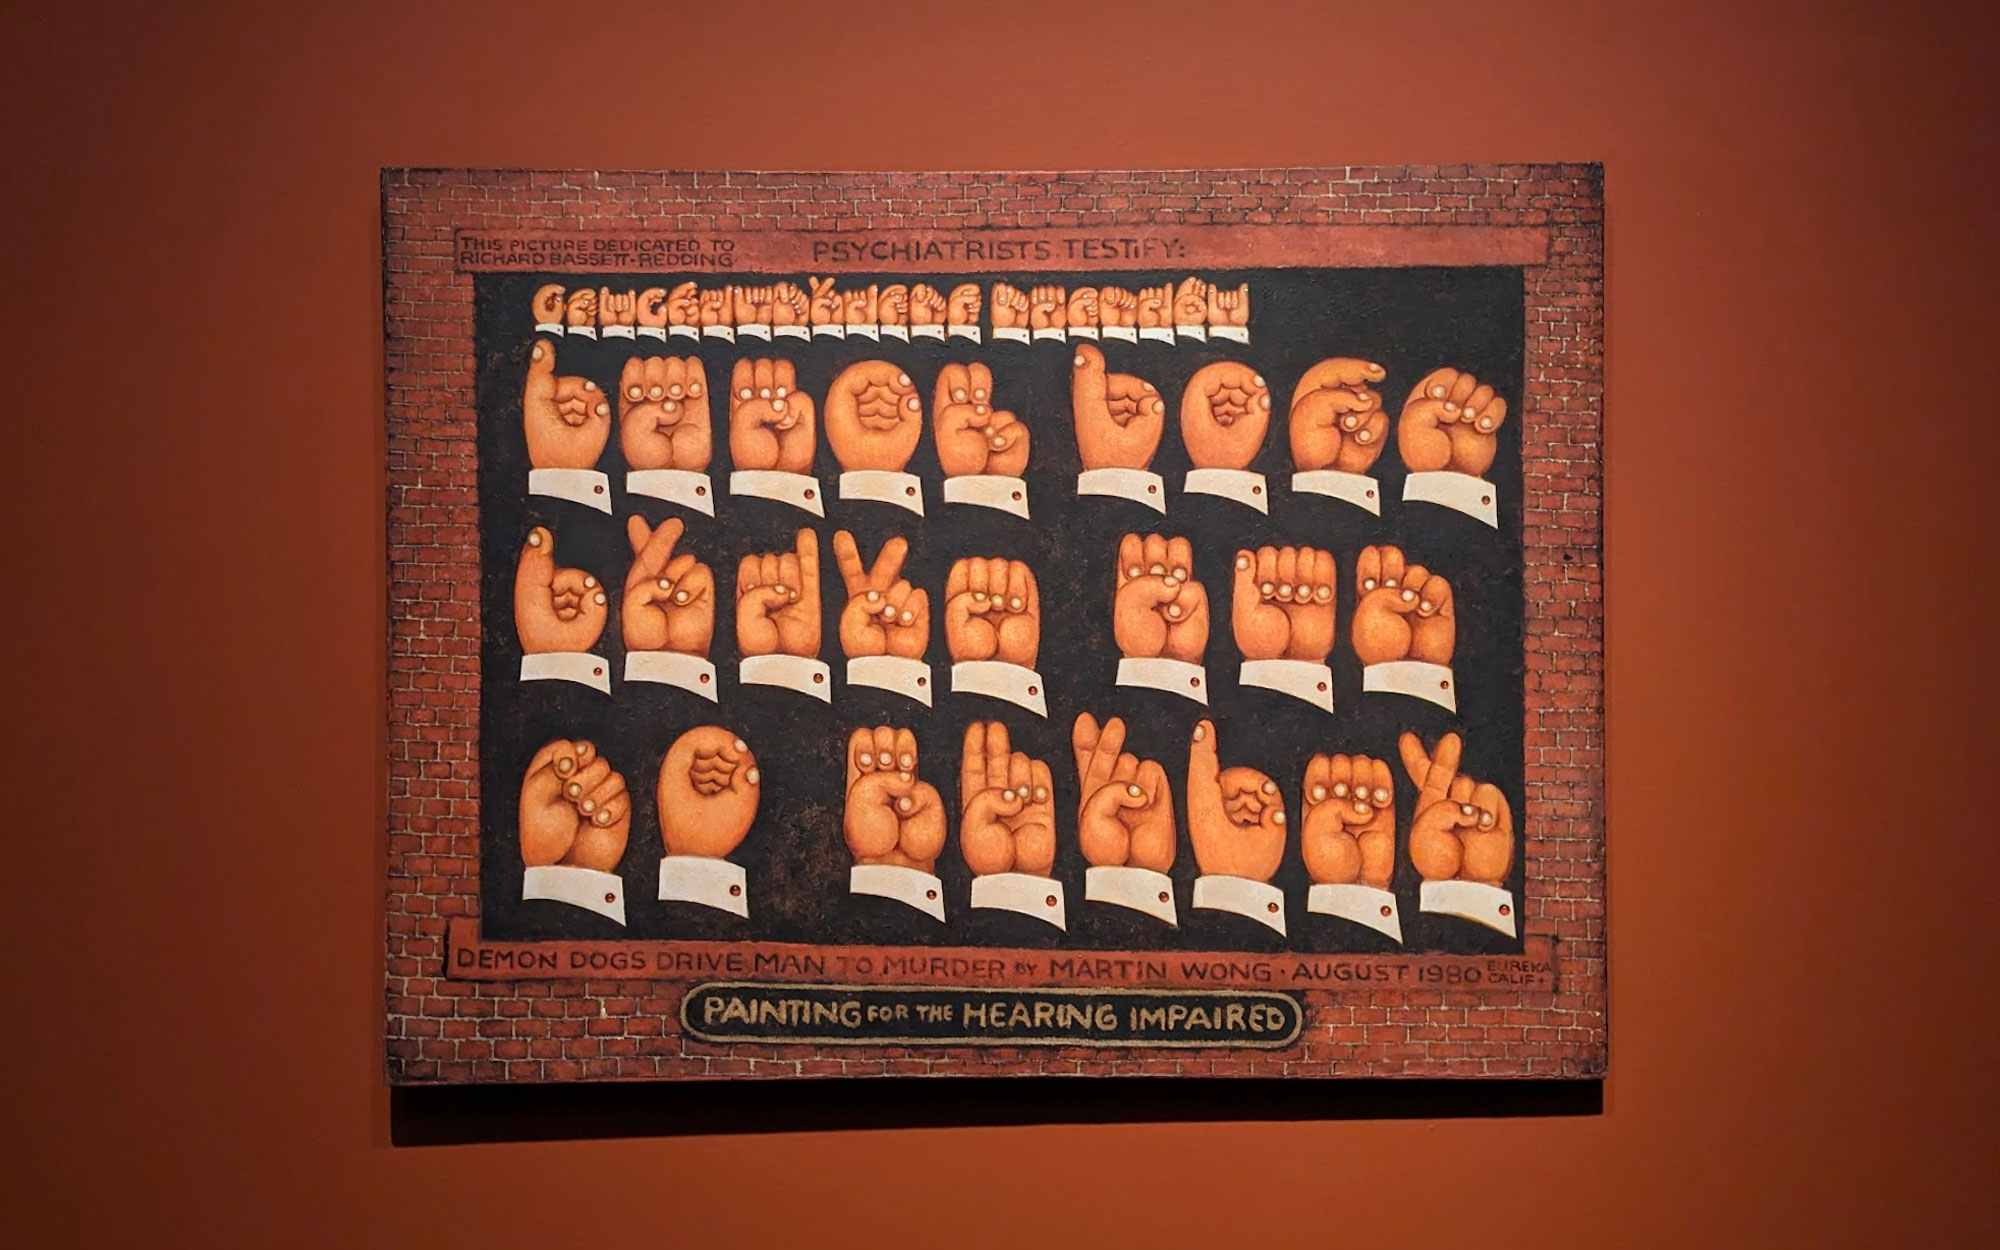 THIS PICTURE DEDICATED TO
RICHARD BASSETT - REDDING
PSYCHIATRISTS TESTIFY:
DEMON DOGS DRIVE MAN TO MURDER BY MARTIN WONG · AUGUST 1980 EUREKA CALIF.
PAINTING FOR THE HEARING IMPAIRED